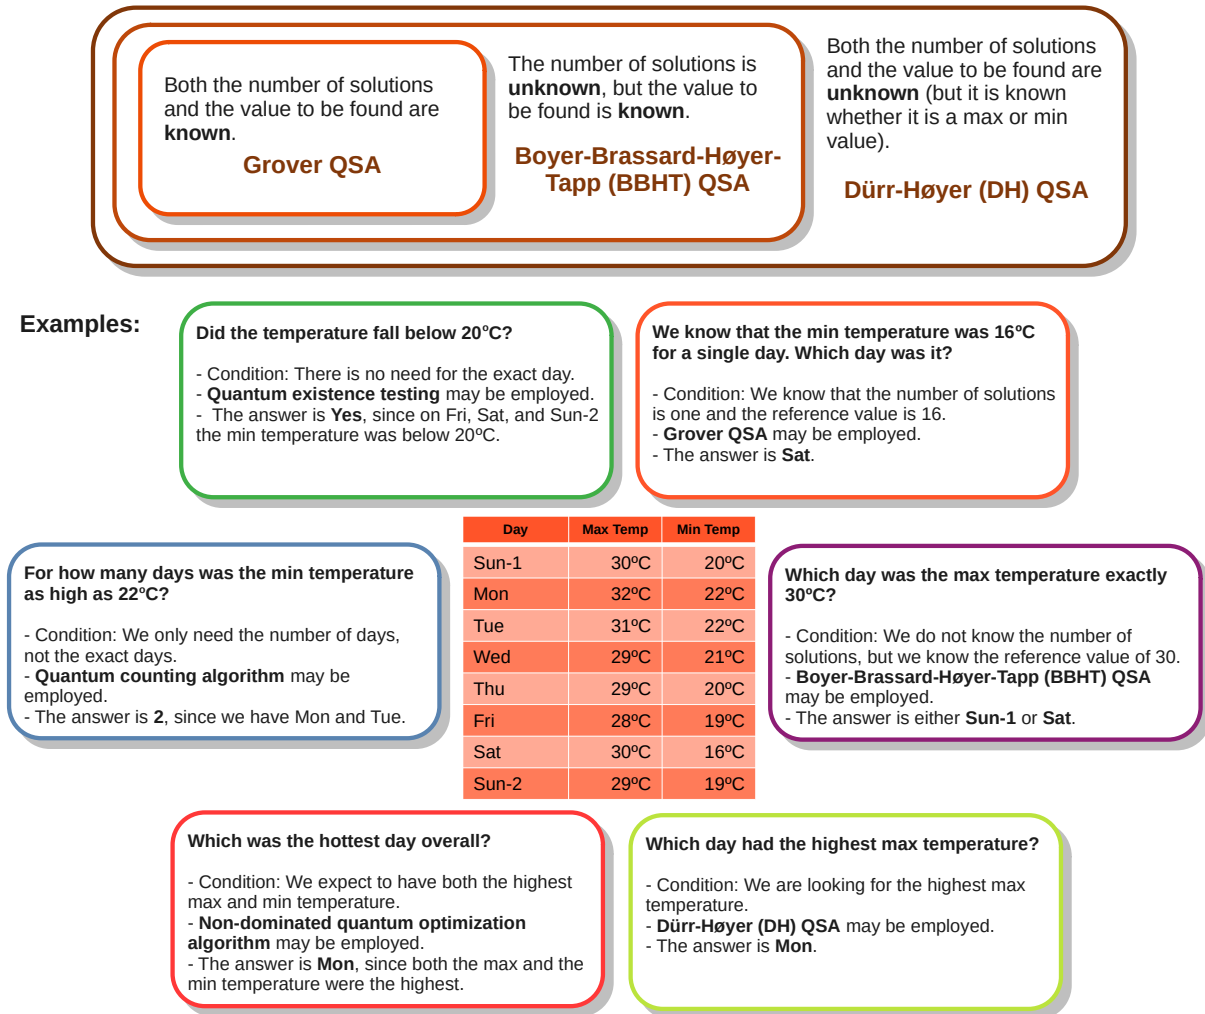 Both the number of solutions
and the value to be found are
known.
Grover QSA
The number of solutions is
unknown, but the value to
be found is known.
Boyer-Brassard-Høyer-
Tapp (BBHT) QSA
Both the number of solutions
and the value to be found are
unknown (but it is known
whether it is a max or min
value).
Dürr-Høyer (DH) QSA
Examples:
Did the temperature fall below 20ºC?
- Condition: There is no need for the exact day.
- Quantum existence testing may be employed.
- The answer is Yes, since on Fri, Sat, and Sun-2
the min temperature was below 20ºC.
We know that the min temperature was 16ºC
for a single day. Which day was it?
- Condition: We know that the number of solutions
is one and the reference value is 16.
- Grover QSA may be employed.
- The answer is Sat.
For how many days was the min temperature
as high as 22ºC?
- Condition: We only need the number of days,
not the exact days.
- Quantum counting algorithm may be
employed.
- The answer is 2, since we have Mon and Tue.
Day Max Temp Min Temp
Sun-1 30ºC 20ºC
Mon 32ºC 22ºC
Tue 31ºC 22ºC
Wed 29ºC 21ºC
Thu 29ºC 20ºC
Fri 28ºC 19ºC
Sat 30ºC 16ºC
Sun-2 29ºC 19ºC
Which day was the max temperature exactly
30ºC?
- Condition: We do not know the number of
solutions, but we know the reference value of 30.
- Boyer-Brassard-Høyer-Tapp (BBHT) QSA
may be employed.
- The answer is either Sun-1 or Sat.
Which was the hottest day overall?
- Condition: We expect to have both the highest
max and min temperature.
- Non-dominated quantum optimization
algorithm may be employed.
- The answer is Mon, since both the max and the
min temperature were the highest.
Which day had the highest max temperature?
- Condition: We are looking for the highest max
temperature.
- Dürr-Høyer (DH) QSA may be employed.
- The answer is Mon.